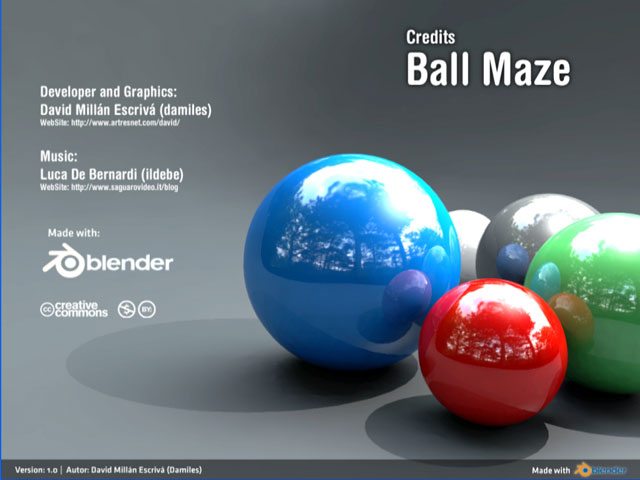 Credits
Ball Maze
Developer and Graphics:
David Millán Escrivá (damiles)
WebSite: http://www.artresnet.com/david/
Music:
Luca De Bernardi (ildebe)
WebSite: http://www.saguarovideo.it/blog
Made with:
blender
cc creative commons $ BY:
Version: 1.0 | Autor: David Millán Escrivá (Damiles)
Made with blender